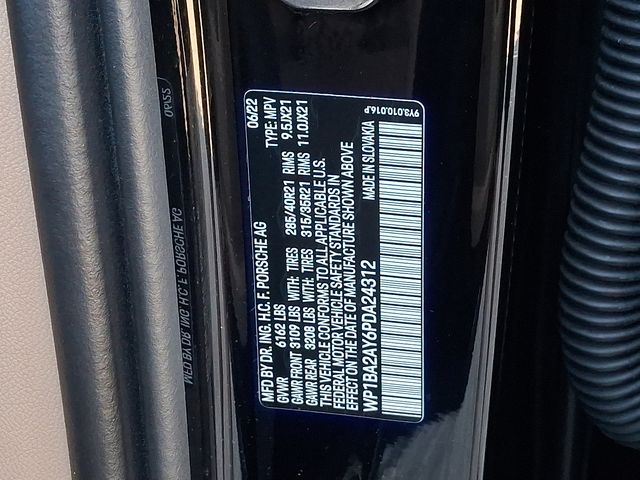 MFD BY DR. ING. H.C. F. PORSCHE AG 06/22
GVWR 6162 LBS TYPE: MPV
GAWR FRONT 3109 LBS WITH: TIRES 285/40R21 RIMS 9.5JX21
GAWR REAR 3208 LBS WITH: TIRES 315/35R21 RIMS 11.0JX21
THIS VEHICLE CONFORMS TO ALL APPLICABLE U.S.
FEDERAL MOTOR VEHICLE SAFETY STANDARDS IN
EFFECT ON THE DATE OF MANUFACTURE SHOWN ABOVE
WP1BA2AY6PDA24312 MADE IN SLOVAKIA
9Y3.010.016.P